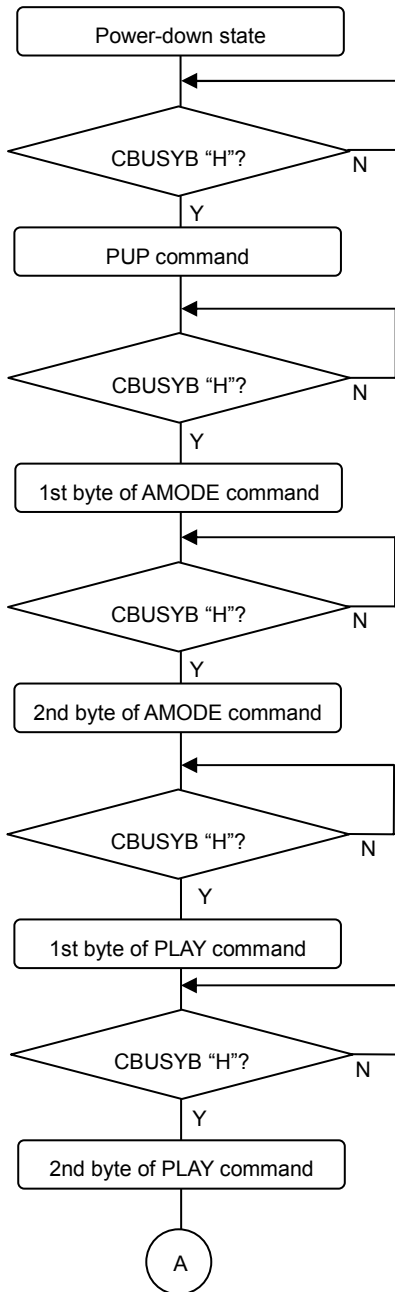 Power-down state
CBUSYB “H”?
N
Y
PUP command
CBUSYB “H”?
N
Y
1st byte of AMODE command
CBUSYB “H”?
N
Y
2nd byte of AMODE command
CBUSYB “H”?
N
Y
1st byte of PLAY command
CBUSYB “H”?
N
Y
2nd byte of PLAY command
A